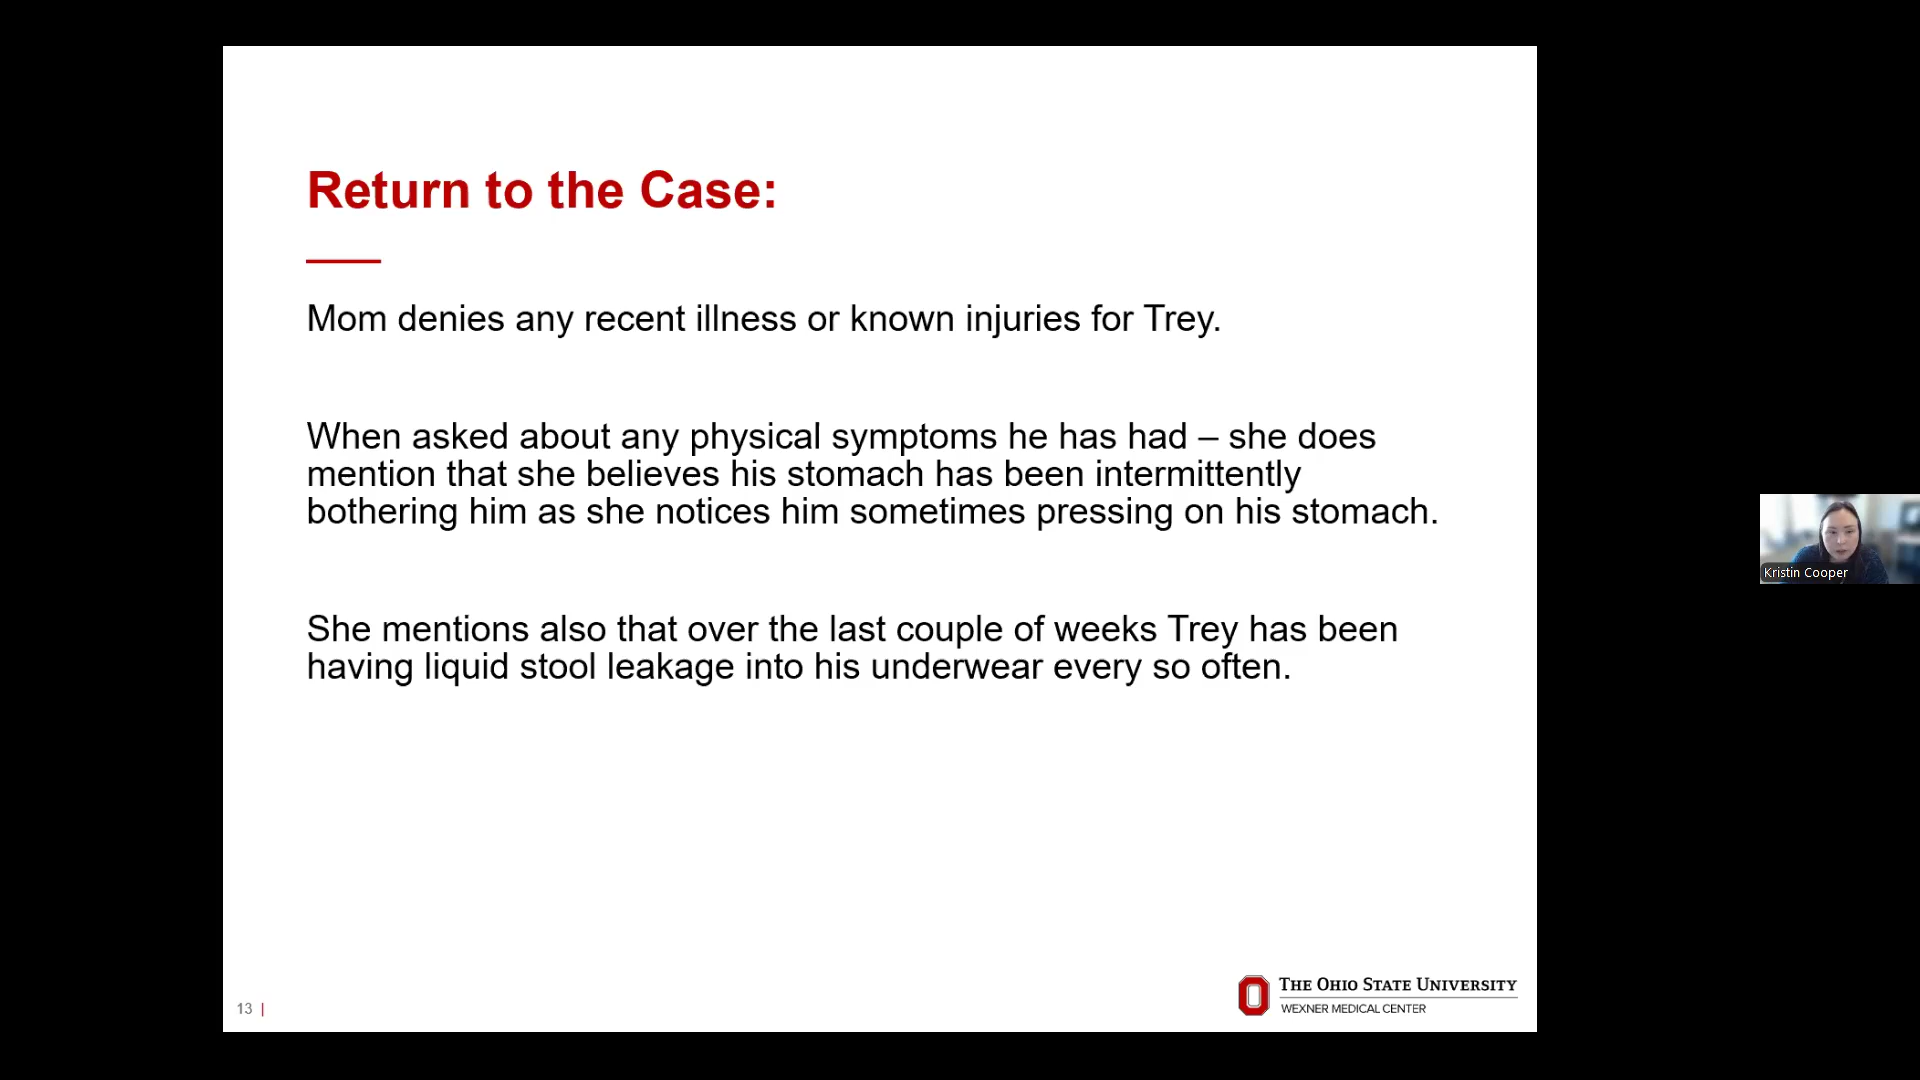 Return to the Case:
Mom denies any recent illness or known injuries for Trey.
When asked about any physical symptoms he has had – she does
mention that she believes his stomach has been intermittently
bothering him as she notices him sometimes pressing on his stomach.
She mentions also that over the last couple of weeks Trey has been
having liquid stool leakage into his underwear every so often.
Kristin Cooper
13 |
THE OHIO STATE UNIVERSITY
WEXNER MEDICAL CENTER